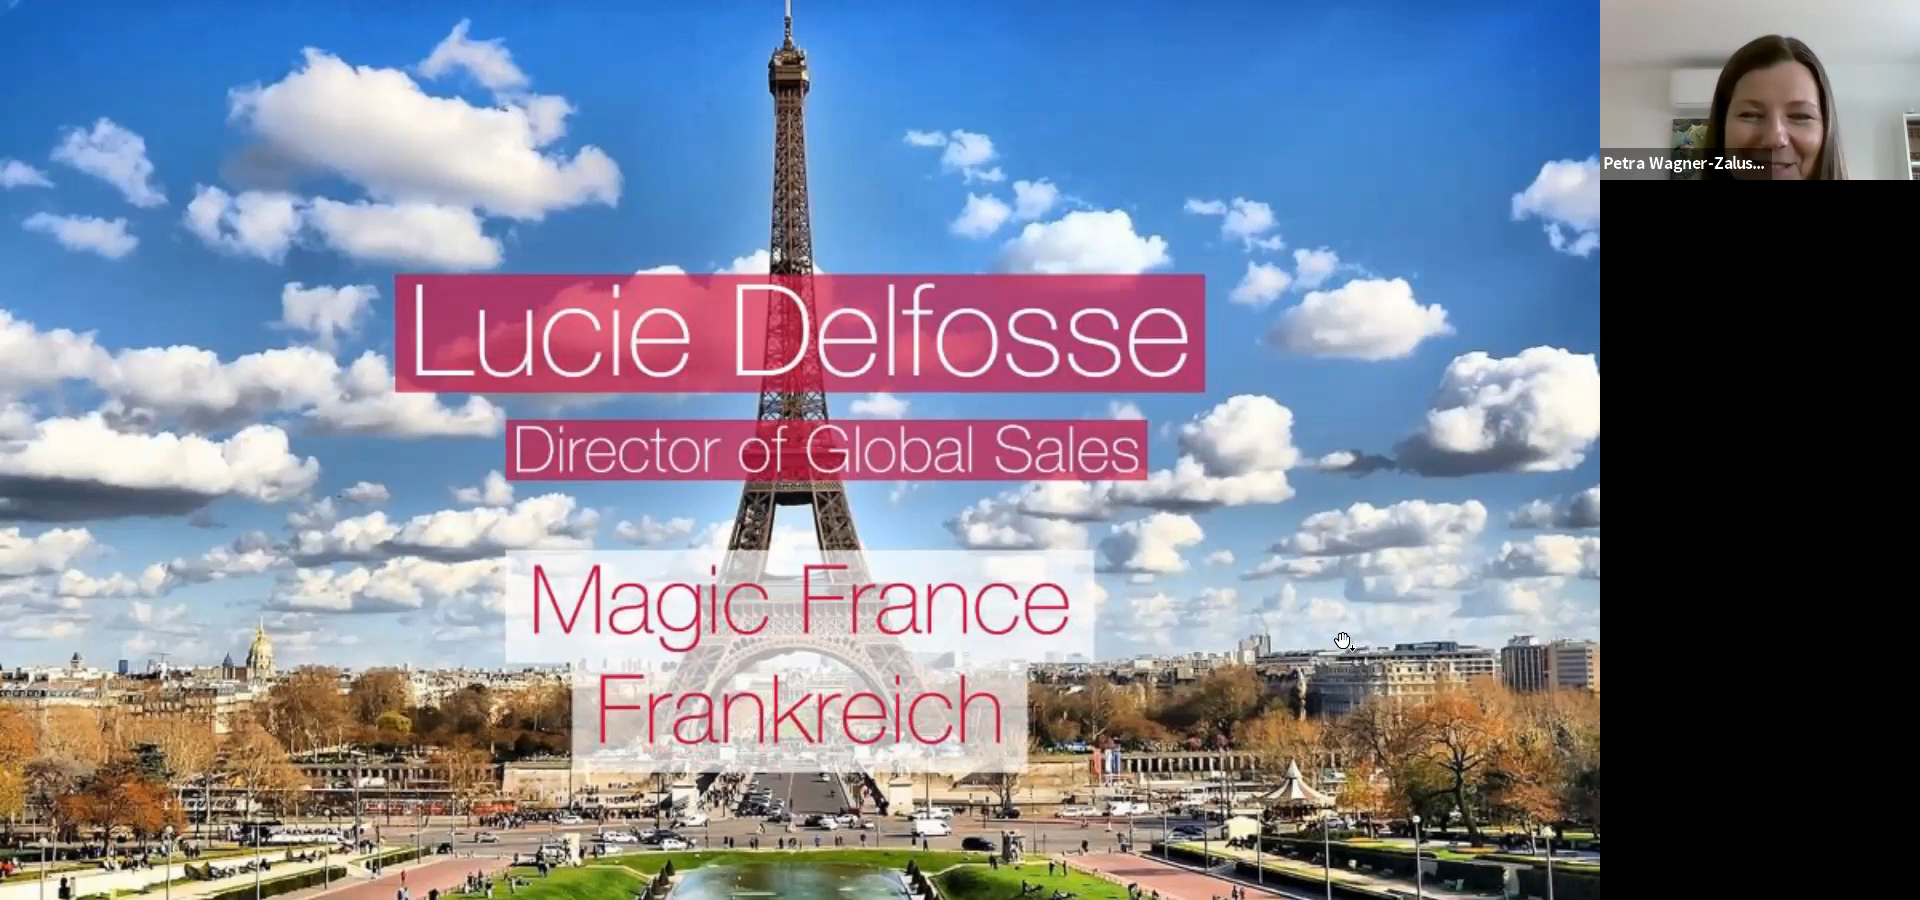 Lucie Delfosse
Director of Global Sales
Magic France
Frankreich
Petra Wagner-Zalus...